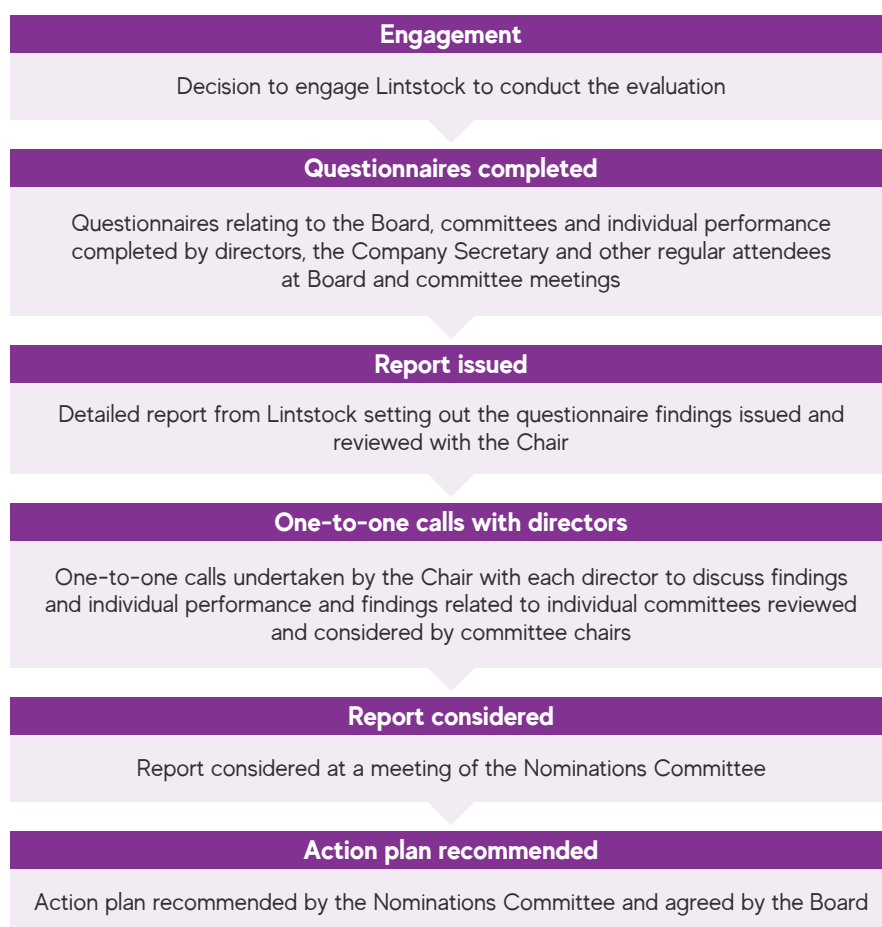 Engagement
Decision to engage Lintstock to conduct the evaluation
Questionnaires completed
Questionnaires relating to the Board, committees and individual performance
completed by directors, the Company Secretary and other regular attendees
at Board and committee meetings
Report issued
Detailed report from Lintstock setting out the questionnaire findings issued and
reviewed with the Chair
One-to-one calls with directors
One-to-one calls undertaken by the Chair with each director to discuss findings
and individual performance and findings related to individual committees reviewed
and considered by committee chairs
Report considered
Report considered at a meeting of the Nominations Committee
Action plan recommended
Action plan recommended by the Nominations Committee and agreed by the Board